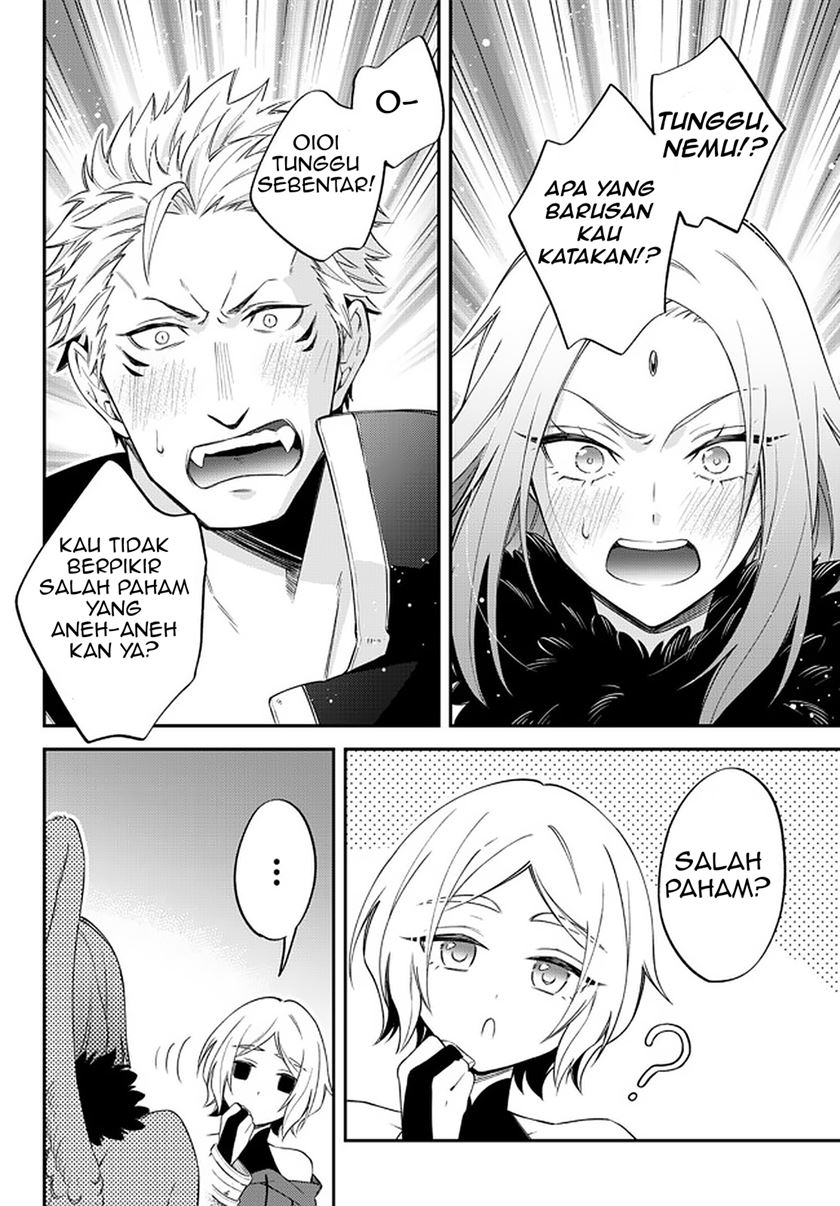 TUNGGU,
NEMU!?
APA YANG
BARUSAN
KAU
KATAKAN!?
O-
OIOI
TUNGGU
SEBENTAR!
KAU TIDAK
BERPIKIR
SALAH PAHAM
YANG
ANEH-ANEH
KAN YA?
SALAH
PAHAM?
?
...